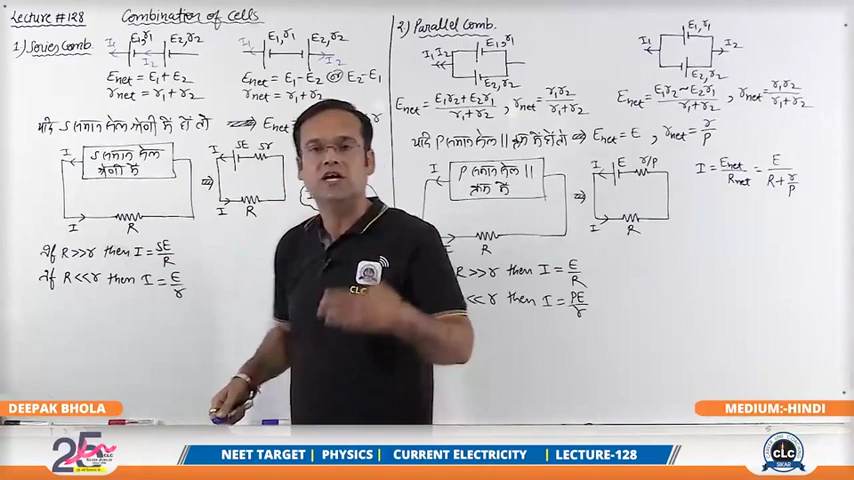 Lecture #128 Combination of cells
1) Series Comb.
E1,r1 E2,r2
I1 I2
Enet = E1 + E2
rnet = r1 + r2
E1,r1 E2,r2
I1 I2
Enet = E1 - E2 or E2 - E1
rnet = r1 + r2
यदि S समान सेल श्रेणी में हों तो ⇒ Enet = r
S समान सेल
श्रेणी में
I I R
⇒
SE Sr
I I R
if R >> r then I = SE/R
if R << r then I = E/r
2) Parallel Comb.
I1 I2 E1,r1
E2,r2
Enet = E1r2 + E2r1/r1 + r2 , rnet = r1r2/r1 + r2
I1 E1,r1 I2
E2,r2
Enet = E1r2 ~ E2r1/r1 + r2 , rnet = r1r2/r1 + r2
यदि P समान सेल || क्रम में हों तो ⇒ Enet = E , rnet = r/P
P समान सेल ||
क्रम में
I R
⇒
I E r/P
I R
I = Enet/Rnet = E/R + r/P
R >> r then I = E/R
<< r then I = PE/r
CLC
DEEPAK BHOLA
MEDIUM:-HINDI
25
CLC
NEET TARGET | PHYSICS | CURRENT ELECTRICITY | LECTURE-128
CLC
SIKAR